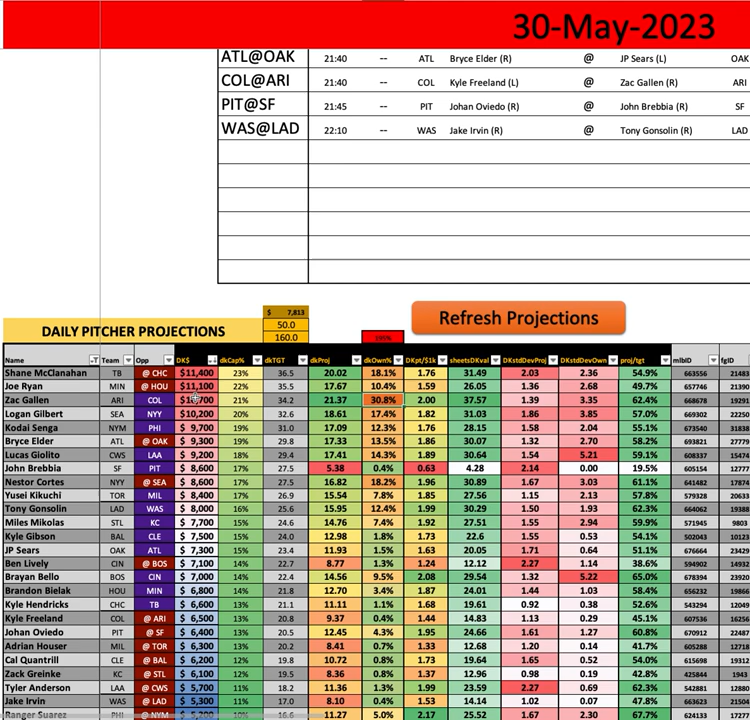 30-May-2023
ATL@OAK 21:40 -- ATL Bryce Elder (R) @ JP Sears (L) OAK
COL@ARI 21:40 -- COL Kyle Freeland (L) @ Zac Gallen (R) ARI
PIT@SF 21:45 -- PIT Johan Oviedo (R) @ John Brebbia (R) SF
WAS@LAD 22:10 -- WAS Jake Irvin (R) @ Tony Gonsolin (R) LAD
$ 7,813
DAILY PITCHER PROJECTIONS 50.0 Refresh Projections
160.0
Name Team Opp DK$ dkCap% dkTGT dkProj dkOwn% DKpt/$1k sheetsDKval DKstdDevProj DKstdDevOwn proj/tgt mlbID fgID
Shane McClanahan TB @ CHC $11,400 23% 36.5 20.02 18.1% 1.76 31.49 2.03 2.36 54.9% 663556 21483
Joe Ryan MIN @ HOU $11,100 22% 35.5 17.67 10.4% 1.59 26.05 1.36 2.68 49.7% 657746 21390
Zac Gallen ARI COL 21% 34.2 21.37 30.8% 2.00 37.57 1.39 3.35 62.4% 668678 19291
Logan Gilbert SEA NYY $10,200 20% 32.6 18.61 17.4% 1.82 31.03 1.86 3.85 57.0% 669302 22250
Kodai Senga NYM PHI $ 9,700 19% 31.0 17.09 12.3% 1.76 28.15 1.58 2.04 55.1% 673540 31838
Bryce Elder ATL @ OAK $ 9,300 19% 29.8 17.33 13.5% 1.86 30.07 1.32 2.70 58.2% 693821 27779
Lucas Giolito CWS LAA $ 9,200 18% 29.4 17.41 14.3% 1.89 30.64 1.54 5.21 59.1% 608337 15474
John Brebbia SF PIT $ 8,600 17% 27.5 5.38 0.4% 0.63 4.28 2.14 0.00 19.5% 605154 12777
Nestor Cortes NYY @ SEA $ 8,600 17% 27.5 16.82 18.2% 1.96 30.89 1.67 3.03 61.1% 641482 17874
Yusei Kikuchi TOR MIL $ 8,400 17% 26.9 15.54 7.8% 1.85 27.56 1.15 2.13 57.8% 579328 20633
Tony Gonsolin LAD WAS $ 8,000 16% 25.6 15.95 12.4% 1.99 30.29 1.50 1.93 62.3% 664062 19388
Miles Mikolas STL KC $ 7,700 15% 24.6 14.76 7.4% 1.92 27.51 1.55 2.94 59.9% 571945 9803
Kyle Gibson BAL CLE $ 7,500 15% 24.0 12.98 1.8% 1.73 22.6 1.55 0.53 54.1% 502043 10123
JP Sears OAK ATL $ 7,300 15% 23.4 11.93 1.5% 1.63 20.05 1.71 0.64 51.1% 676664 23429
Ben Lively CIN @ BOS $ 7,100 14% 22.7 8.77 1.3% 1.24 12.12 2.27 1.14 38.6% 594902 14932
Brayan Bello BOS CIN $ 7,000 14% 22.4 14.56 9.5% 2.08 29.54 1.32 5.22 65.0% 678394 23920
Brandon Bielak HOU MIN $ 6,800 14% 21.8 12.70 3.4% 1.87 24.01 1.44 1.03 58.4% 656232 19866
Kyle Hendricks CHC TB $ 6,600 13% 21.1 11.11 1.1% 1.68 19.61 0.92 0.38 52.6% 543294 12049
Kyle Freeland COL @ ARI $ 6,500 13% 20.8 9.37 0.4% 1.44 14.83 1.13 0.29 45.1% 607536 16256
Johan Oviedo PIT @ SF $ 6,400 13% 20.5 12.45 4.3% 1.95 24.66 1.61 1.27 60.8% 670912 22487
Adrian Houser MIL @ TOR $ 6,300 13% 20.2 8.41 0.7% 1.33 12.68 1.20 0.14 41.7% 605288 12718
Cal Quantrill CLE @ BAL $ 6,200 12% 19.8 10.72 0.8% 1.73 19.64 1.65 0.52 54.0% 615698 19312
Zack Greinke KC @ STL $ 6,100 12% 19.5 8.36 0.8% 1.37 12.96 0.98 0.19 42.8% 425844 1943
Tyler Anderson LAA @ CWS $ 5,700 11% 18.2 11.36 1.3% 1.99 23.59 2.27 0.69 62.3% 542881 12880
Jake Irvin WAS @ LAD $ 5,300 11% 17.0 8.10 0.4% 1.53 14.14 1.02 0.07 47.8% 663623 21504
Ranger Suarez PHI @ NYM $ 5,200 10% 16.6 11.27 5.0% 2.17 25.52 1.67 2.30 67.7% 624133